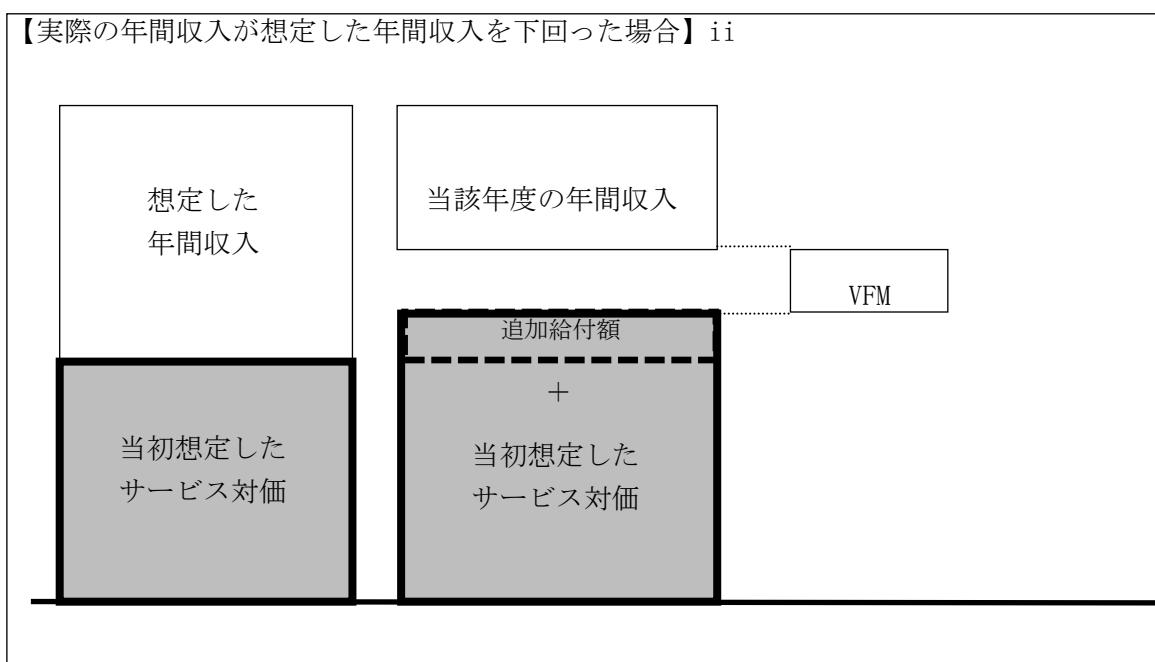 【実際の年間収入が想定した年間収入を下回った場合】ii
想定した
年間収入
当該年度の年間収入
VFM
追加給付額
＋
当初想定した
サービス対価
当初想定した
サービス対価